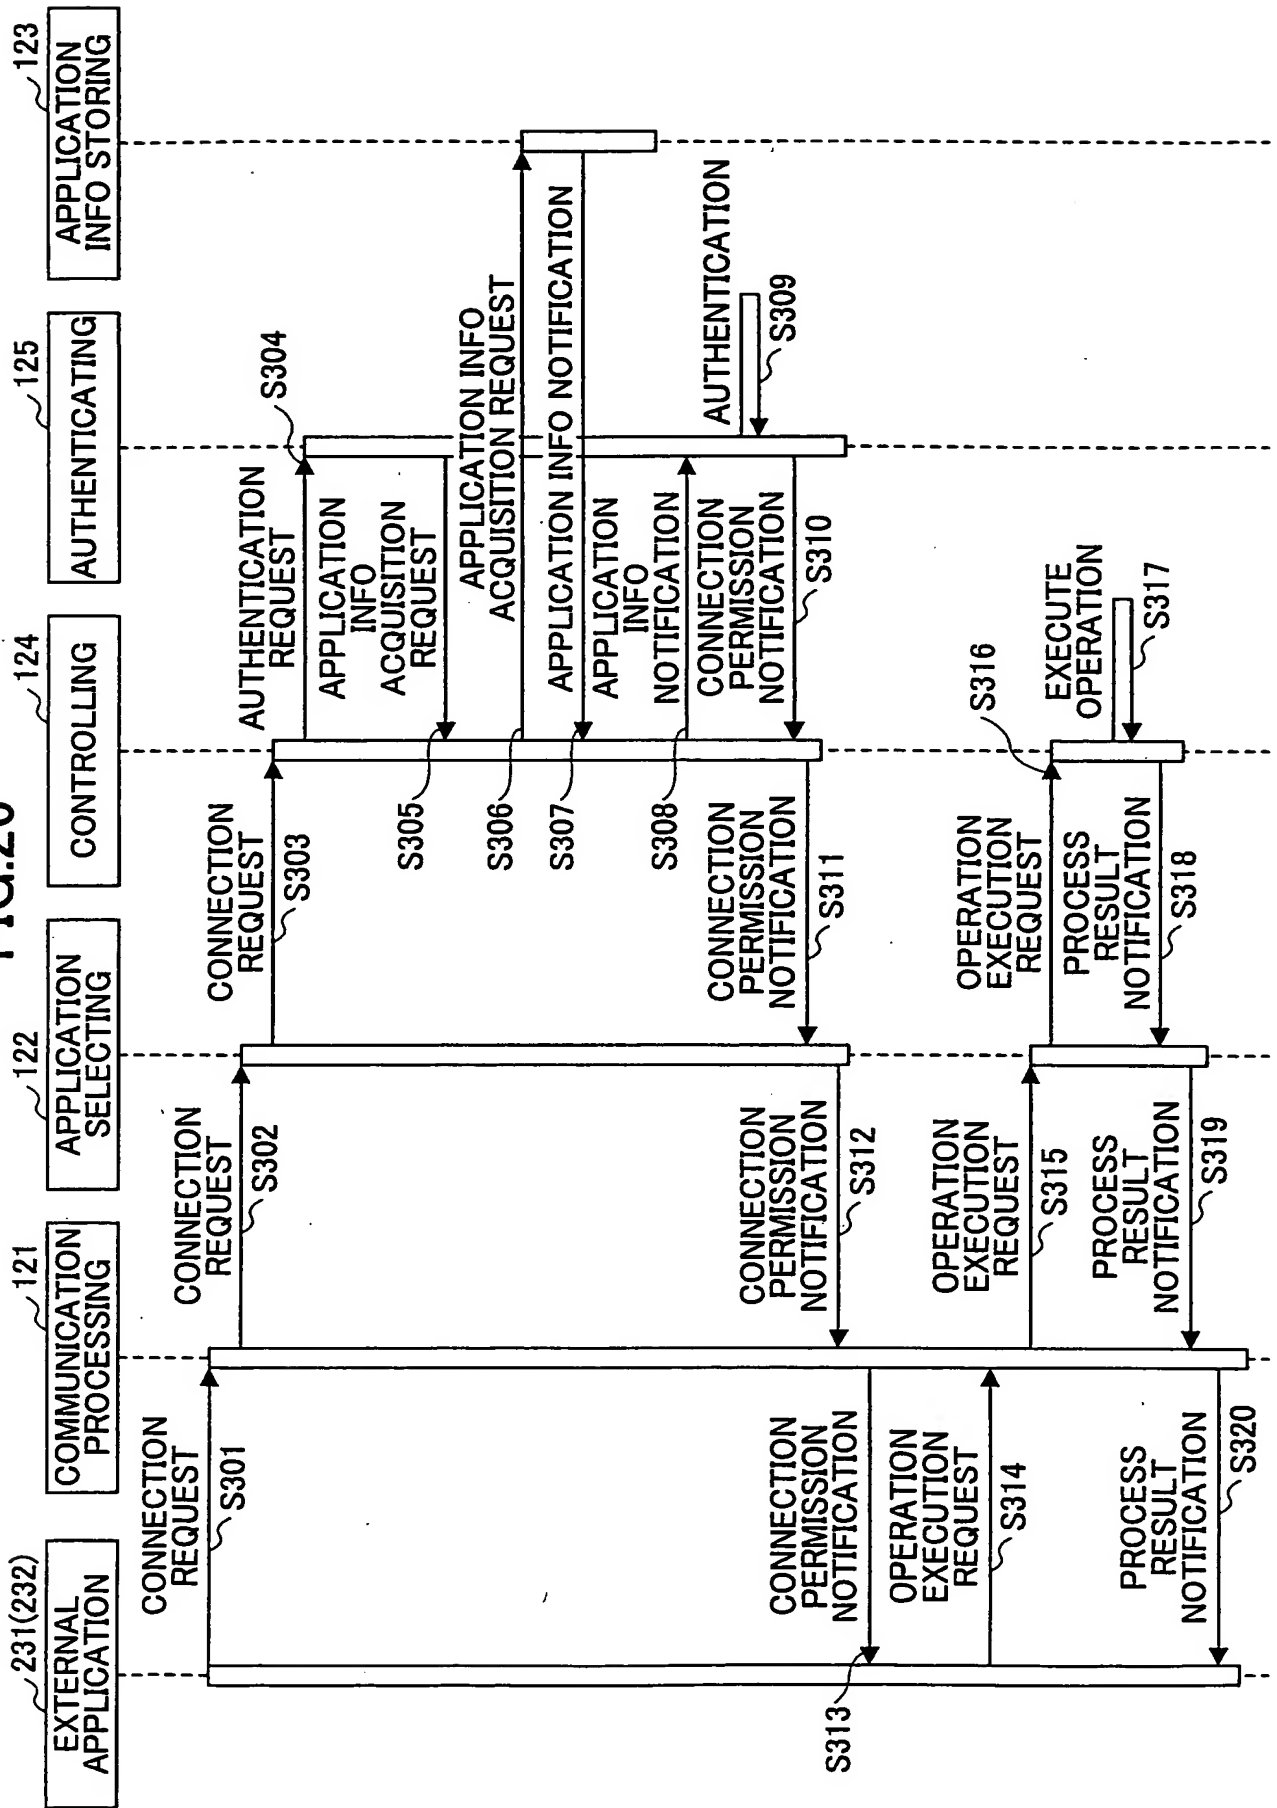 231(232)
EXTERNAL
APPLICATION
121
COMMUNICATION
PROCESSING
122
APPLICATION
SELECTING
124
CONTROLLING
125
AUTHENTICATING
123
APPLICATION
INFO STORING
CONNECTION
REQUEST
S301
CONNECTION
REQUEST
S302
CONNECTION
REQUEST
S303
AUTHENTICATION
REQUEST
S304
APPLICATION
INFO
ACQUISITION
REQUEST
S305
APPLICATION INFO
ACQUISITION REQUEST
S306
APPLICATION INFO NOTIFICATION
S307
APPLICATION
INFO
NOTIFICATION
S308
AUTHENTICATION
S309
CONNECTION
PERMISSION
NOTIFICATION
S310
CONNECTION
PERMISSION
NOTIFICATION
S311
CONNECTION
PERMISSION
NOTIFICATION
S312
CONNECTION
PERMISSION
NOTIFICATION
S313
OPERATION
EXECUTION
REQUEST
S314
OPERATION
EXECUTION
REQUEST
S315
OPERATION
EXECUTION
REQUEST
S316
EXECUTE
OPERATION
S317
PROCESS
RESULT
NOTIFICATION
S318
PROCESS
RESULT
NOTIFICATION
S319
PROCESS
RESULT
NOTIFICATION
S320